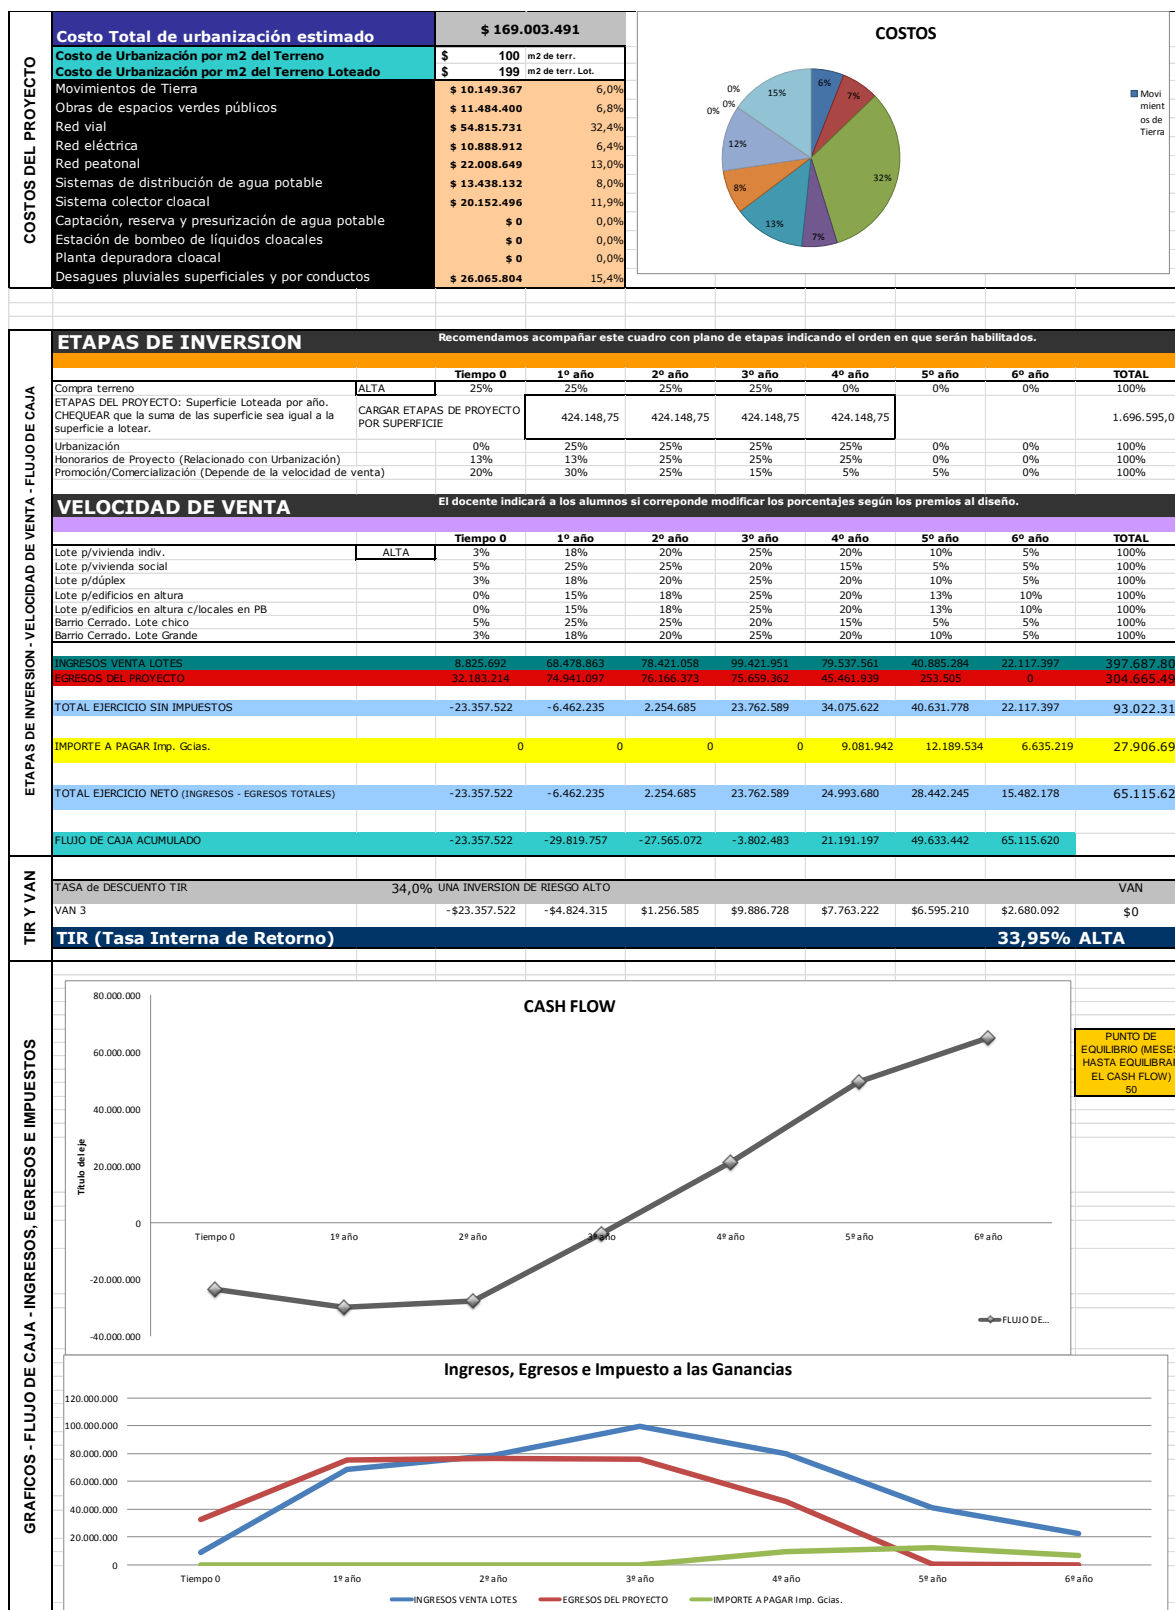 COSTOS DEL PROYECTO
Costo Total de urbanización estimado $ 169.003.491
Costo de Urbanización por m2 del Terreno $ 100 m2 de terr.
Costo de Urbanización por m2 del Terreno Loteado $ 199 m2 de terr. Lot.
Movimientos de Tierra $ 10.149.367 6,0%
Obras de espacios verdes públicos $ 11.484.400 6,8%
Red vial $ 54.815.731 32,4%
Red eléctrica $ 10.888.912 6,4%
Red peatonal $ 22.008.649 13,0%
Sistemas de distribución de agua potable $ 13.438.132 8,0%
Sistema colector cloacal $ 20.152.496 11,9%
Captación, reserva y presurización de agua potable $ 0 0,0%
Estación de bombeo de líquidos cloacales $ 0 0,0%
Planta depuradora cloacal $ 0 0,0%
Desagues pluviales superficiales y por conductos $ 26.065.804 15,4%
COSTOS
6%
7%
32%
7%
13%
8%
12%
0%
0%
0%
15%
Movi
mient
os de
Tierra
ETAPAS DE INVERSION - VELOCIDAD DE VENTA - FLUJO DE CAJA
ETAPAS DE INVERSION Recomendamos acompañar este cuadro con plano de etapas indicando el orden en que serán habilitados.
Tiempo 0 1º año 2º año 3º año 4º año 5º año 6º año TOTAL
Compra terreno ALTA 25% 25% 25% 25% 0% 0% 0% 100%
ETAPAS DEL PROYECTO: Superficie Loteada por año.
CHEQUEAR que la suma de las superficie sea igual a la
superficie a lotear.
CARGAR ETAPAS DE PROYECTO
POR SUPERFICIE
424.148,75 424.148,75 424.148,75 424.148,75 1.696.595,0
Urbanización 0% 25% 25% 25% 25% 0% 0% 100%
Honorarios de Proyecto (Relacionado con Urbanización) 13% 13% 25% 25% 25% 0% 0% 100%
Promoción/Comercialización (Depende de la velocidad de venta) 20% 30% 25% 15% 5% 5% 0% 100%
VELOCIDAD DE VENTA El docente indicará a los alumnos si correponde modificar los porcentajes según los premios al diseño.
Tiempo 0 1º año 2º año 3º año 4º año 5º año 6º año TOTAL
Lote p/vivienda indiv. ALTA 3% 18% 20% 25% 20% 10% 5% 100%
Lote p/vivienda social 5% 25% 25% 20% 15% 5% 5% 100%
Lote p/dúplex 3% 18% 20% 25% 20% 10% 5% 100%
Lote p/edificios en altura 0% 15% 18% 25% 20% 13% 10% 100%
Lote p/edificios en altura c/locales en PB 0% 15% 18% 25% 20% 13% 10% 100%
Barrio Cerrado. Lote chico 5% 25% 25% 20% 15% 5% 5% 100%
Barrio Cerrado. Lote Grande 3% 18% 20% 25% 20% 10% 5% 100%
INGRESOS VENTA LOTES 8.825.692 68.478.863 78.421.058 99.421.951 79.537.561 40.885.284 22.117.397 397.687.80
EGRESOS DEL PROYECTO 32.183.214 74.941.097 76.166.373 75.659.362 45.461.939 253.505 0 304.665.49
TOTAL EJERCICIO SIN IMPUESTOS -23.357.522 -6.462.235 2.254.685 23.762.589 34.075.622 40.631.778 22.117.397 93.022.31
IMPORTE A PAGAR Imp. Gcias. 0 0 0 0 9.081.942 12.189.534 6.635.219 27.906.69
TOTAL EJERCICIO NETO (INGRESOS - EGRESOS TOTALES) -23.357.522 -6.462.235 2.254.685 23.762.589 24.993.680 28.442.245 15.482.178 65.115.62
FLUJO DE CAJA ACUMULADO -23.357.522 -29.819.757 -27.565.072 -3.802.483 21.191.197 49.633.442 65.115.620
TIR Y VAN
TASA de DESCUENTO TIR 34,0% UNA INVERSION DE RIESGO ALTO VAN
VAN 3 -$23.357.522 -$4.824.315 $1.256.585 $9.886.728 $7.763.222 $6.595.210 $2.680.092 $0
TIR (Tasa Interna de Retorno) 33,95% ALTA
GRAFICOS - FLUJO DE CAJA - INGRESOS, EGRESOS E IMPUESTOS
CASH FLOW
Título del eje
80.000.000
60.000.000
40.000.000
20.000.000
0
-20.000.000
-40.000.000
Tiempo 0 1º año 2º año 3º año 4º año 5º año 6º año
FLUJO DE...
PUNTO DE
EQUILIBRIO (MESES
HASTA EQUILIBRAR
EL CASH FLOW)
50
Ingresos, Egresos e Impuesto a las Ganancias
120.000.000
100.000.000
80.000.000
60.000.000
40.000.000
20.000.000
0
Tiempo 0 1º año 2º año 3º año 4º año 5º año 6º año
INGRESOS VENTA LOTES EGRESOS DEL PROYECTO IMPORTE A PAGAR Imp. Gcias.